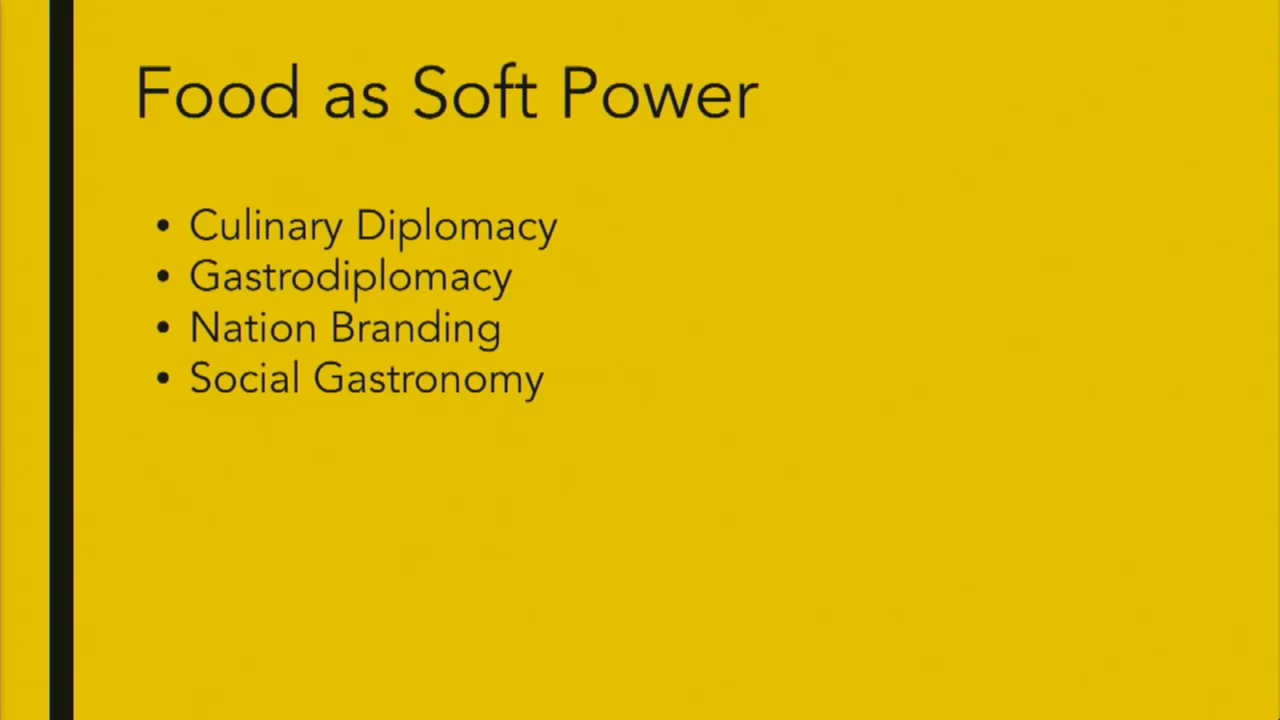 Food as Soft Power
• Culinary Diplomacy
• Gastrodiplomacy
• Nation Branding
• Social Gastronomy